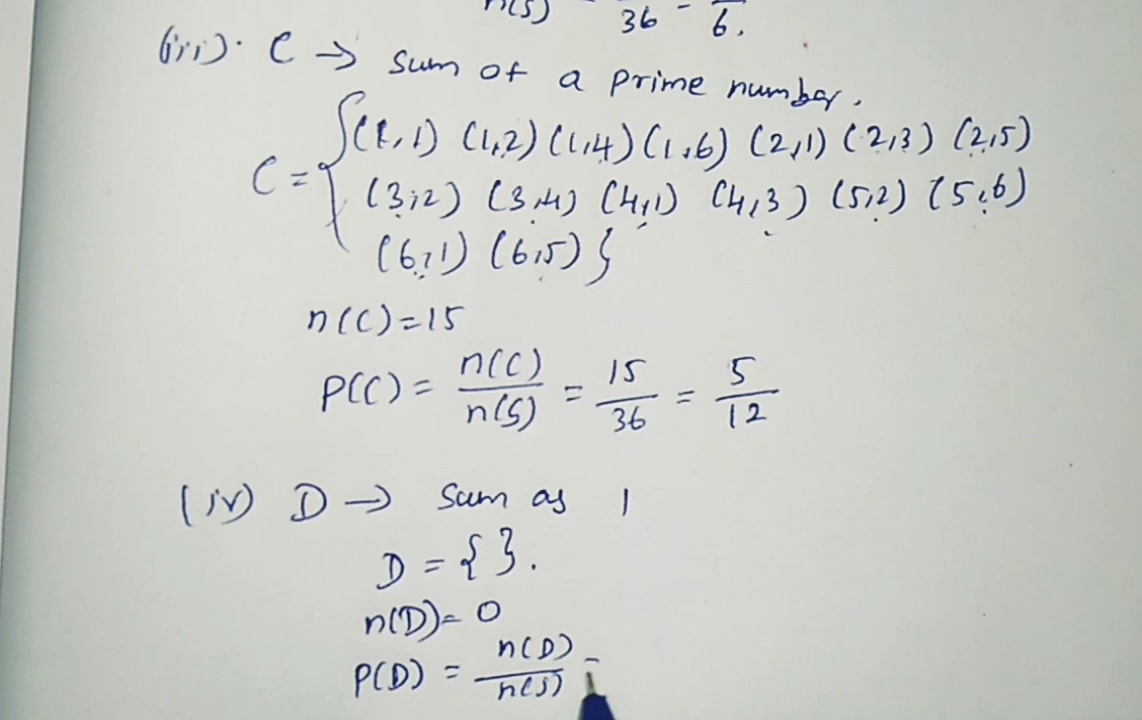 n(S) 36 - 6.
(iii). C → Sum of a prime number.
C = {(1,1) (1,2) (1,4) (1,6) (2,1) (2,3) (2,5)
(3,2) (3,4) (4,1) (4,3) (5,2) (5,6)
(6,1) (6,5)}
n(C)=15
P(C) = n(C)/n(S) = 15/36 = 5/12
(iv) D → Sum as 1
D = { }.
n(D)= 0
P(D) = n(D)/n(S) =